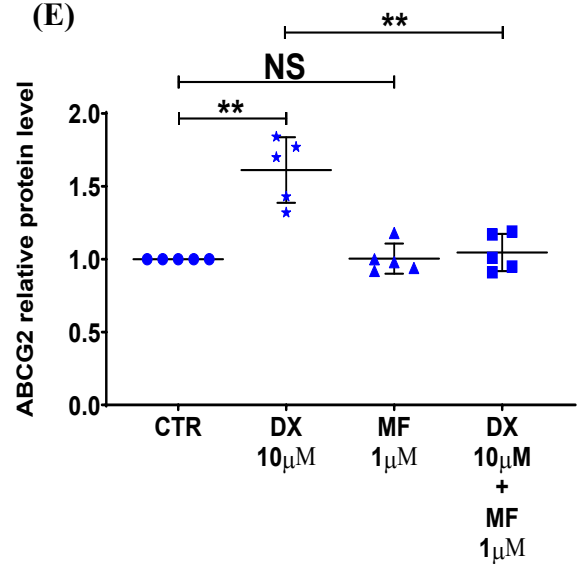 (E)
**
NS
**
ABCG2 relative protein level
2.0
1.5
1.0
0.5
0.0
CTR
DX
10μM
MF
1μM
DX
10μM
+
MF
1μM